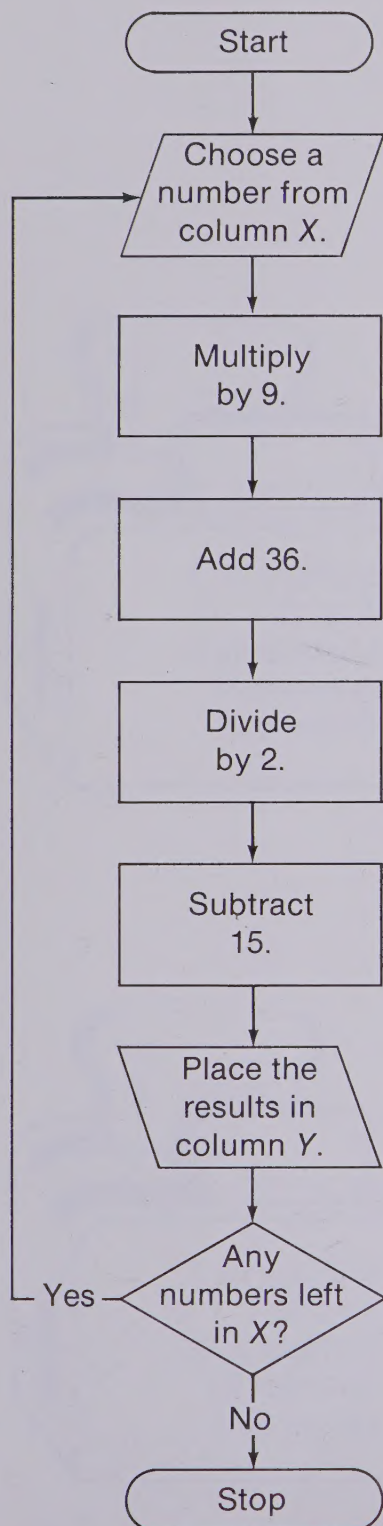 Start
Choose a
number from
column X.
Multiply
by 9.
Add 36.
Divide
by 2.
Subtract
15.
Place the
results in
column Y.
Any
numbers left
in X?
Yes
No
Stop